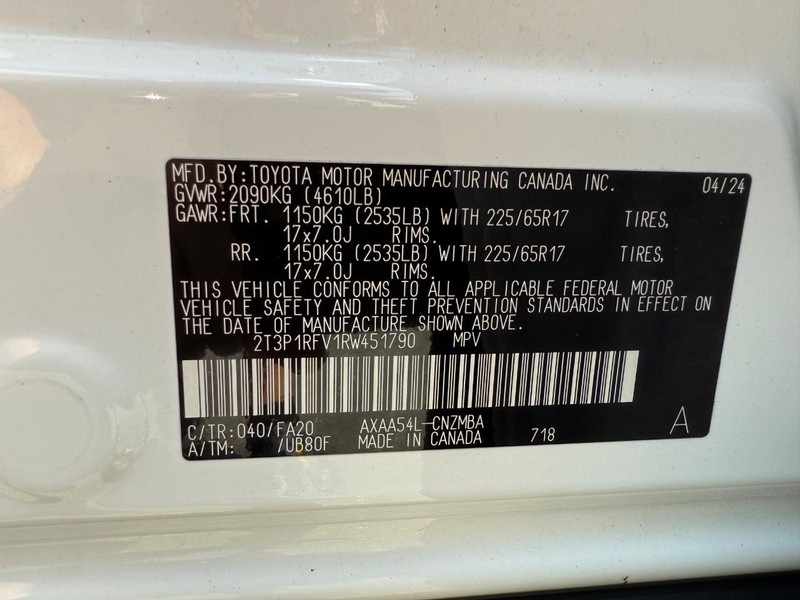 MFD.BY:TOYOTA MOTOR MANUFACTURING CANADA INC. 04/24
GVWR:2090KG (4610LB)
GAWR:FRT. 1150KG (2535LB) WITH 225/65R17 TIRES,
17x7.0J RIMS.
RR. 1150KG (2535LB) WITH 225/65R17 TIRES,
17x7.0J RIMS.
THIS VEHICLE CONFORMS TO ALL APPLICABLE FEDERAL MOTOR
VEHICLE SAFETY AND THEFT PREVENTION STANDARDS IN EFFECT ON
THE DATE OF MANUFACTURE SHOWN ABOVE.
2T3P1RFV1RW451790 MPV
C/TR:040/FA20 AXAA54L-CNZMBA
A/TM: /UB80F MADE IN CANADA 718 A